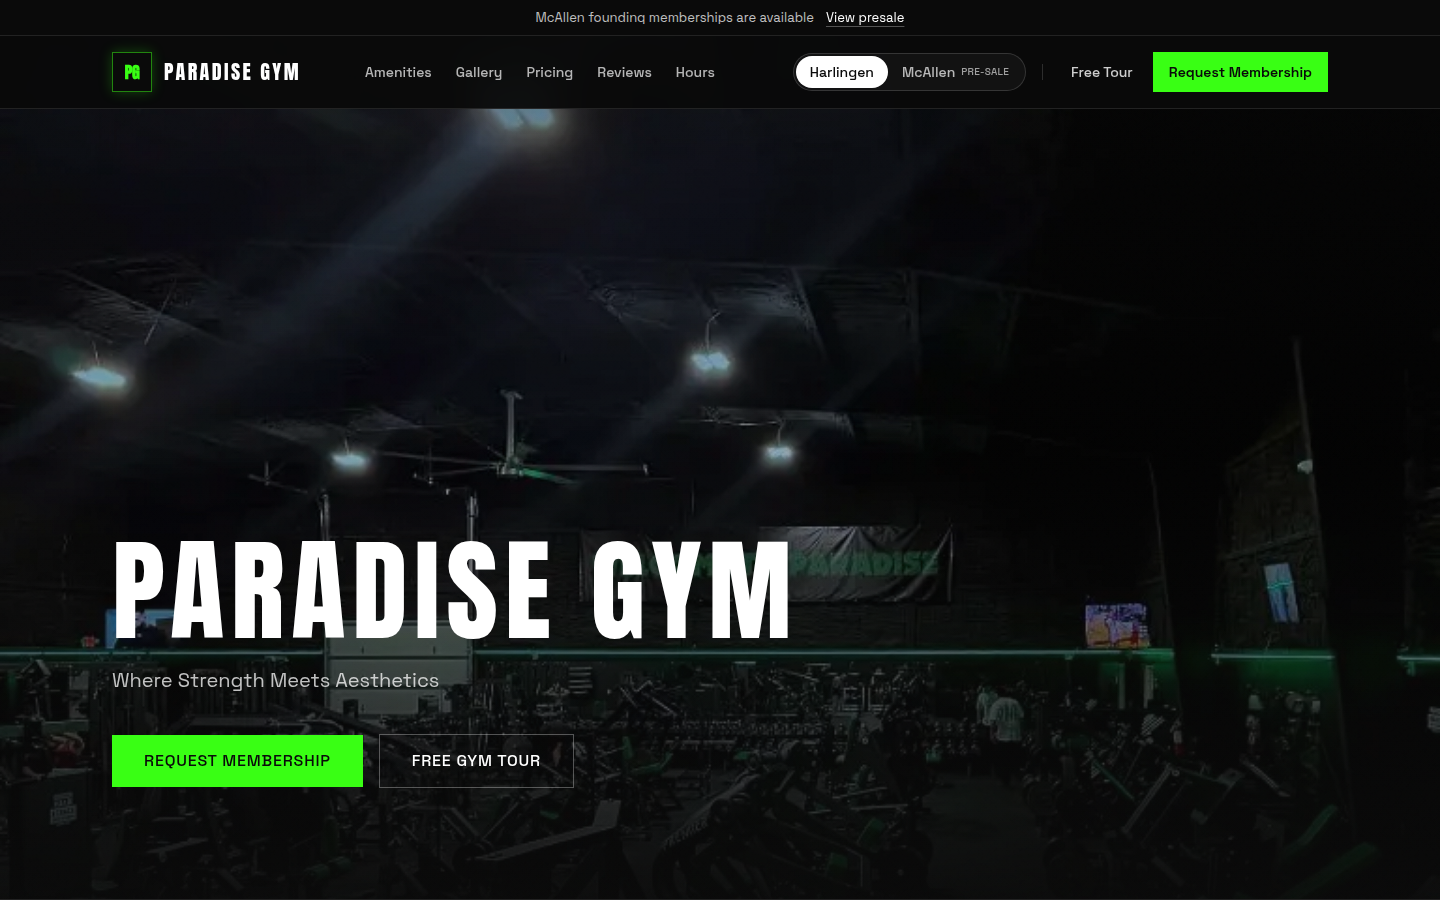 McAllen founding memberships are available View presale
PG PARADISE GYM Amenities Gallery Pricing Reviews Hours Harlingen McAllen PRE-SALE Free Tour Request Membership
PARADISE
PARADISE GYM
Where Strength Meets Aesthetics
REQUEST MEMBERSHIP FREE GYM TOUR